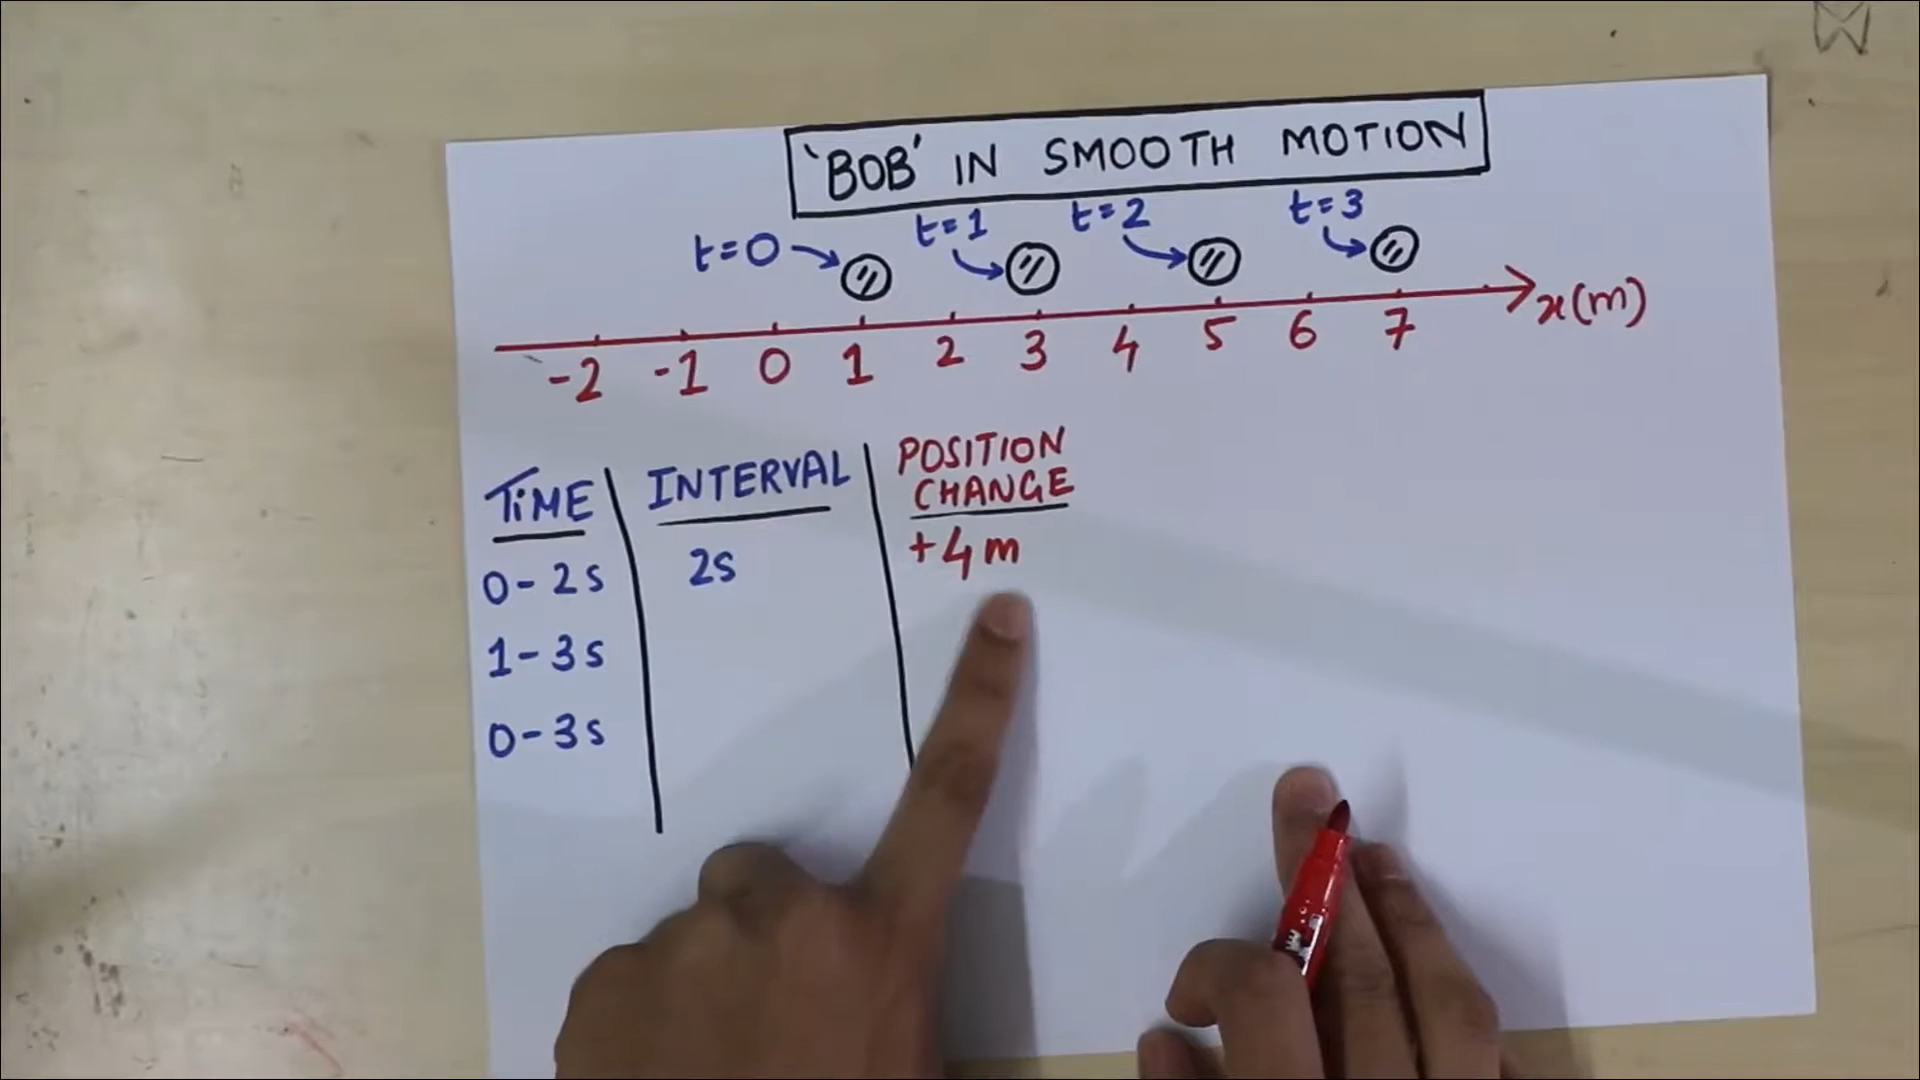 'BOB' IN SMOOTH MOTION
t=0 t=1 t=2 t=3
-2 -1 0 1 2 3 4 5 6 7 x(m)
TiME INTERVAL POSITION CHANGE
0-2s 2s +4m
1-3s
0-3s